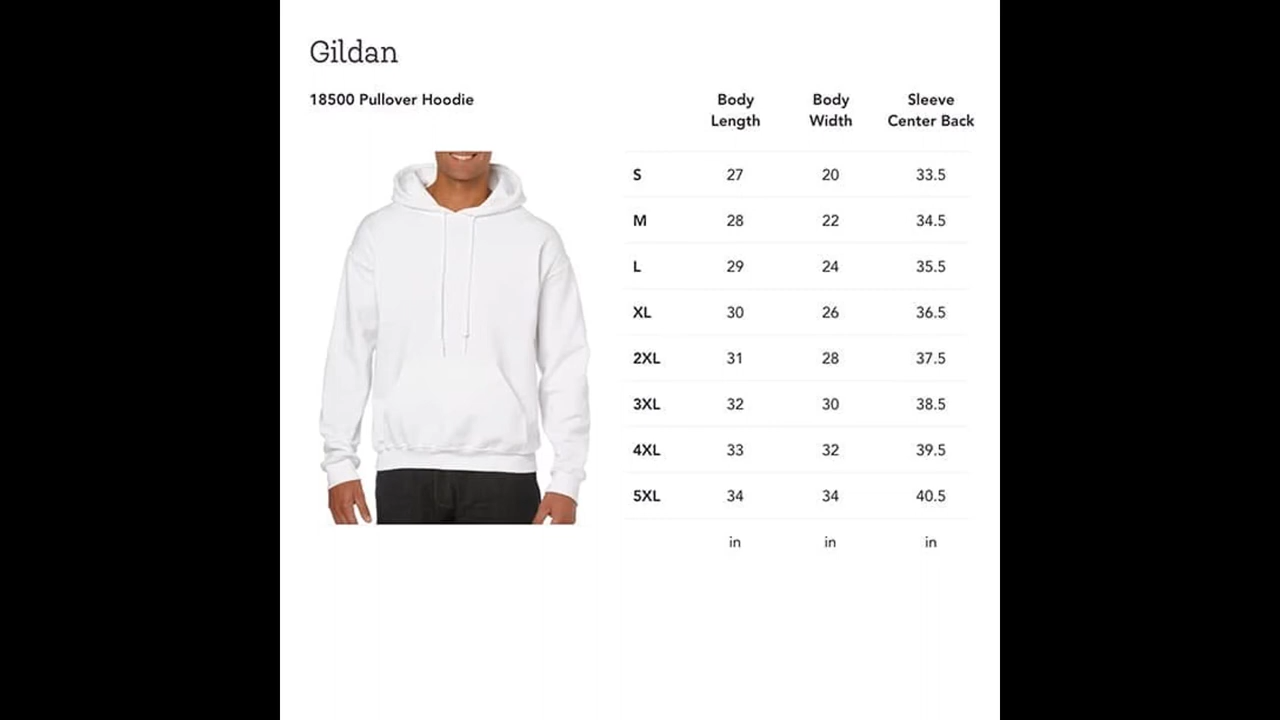 Gildan
18500 Pullover Hoodie
Body Length Body Width Sleeve Center Back
S 27 20 33.5
M 28 22 34.5
L 29 24 35.5
XL 30 26 36.5
2XL 31 28 37.5
3XL 32 30 38.5
4XL 33 32 39.5
5XL 34 34 40.5
in in in